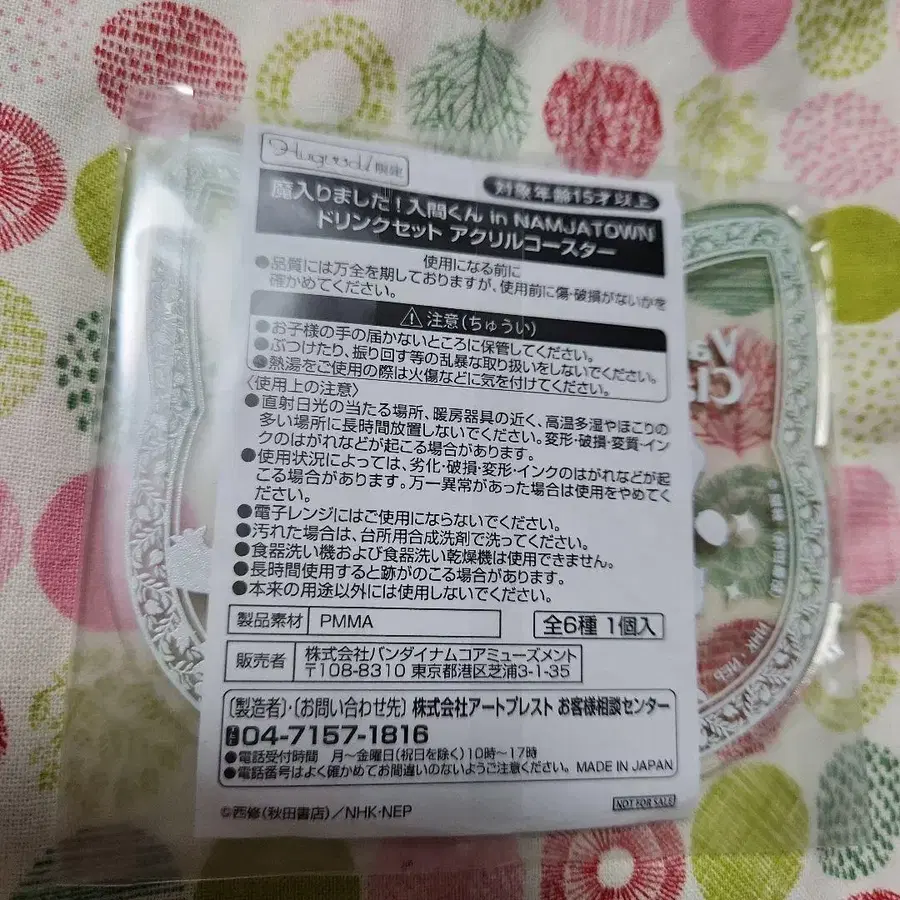 Hugood!限定
対象年齢15才以上
魔入りました！入間くん in NAMJATOWN
ドリンクセット アクリルコースター
使用になる前に
●品質には万全を期しておりますが、使用前に傷・破損がないかを
確かめてください。
⚠注意(ちゅうい)
●お子様の手の届かないところに保管してください。
●ぶつけたり、振り回す等の乱暴な取り扱いをしないでください。
●熱湯をご使用の際は火傷などに気を付けてください。
〈使用上の注意〉
●直射日光の当たる場所、暖房器具の近く、高温多湿やほこりの
多い場所に長時間放置しないでください。変形・破損・変質・イン
クのはがれなどが起こる場合があります。
●使用状況によっては、劣化・破損・変形・インクのはがれなどが起
こる場合があります。万一異常があった場合は使用をやめてく
ださい。
●電子レンジにはご使用にならないでください。
●汚れた場合は、台所用合成洗剤で洗ってください。
●食器洗い機および食器洗い乾燥機は使用できません。
●長時間使用すると跡がのこる場合があります。
●本来の用途以外には使用しないでください。
製品素材 PMMA 全6種 1個入
販売者 株式会社バンダイナムコアミューズメント
〒108-8310 東京都港区芝浦3-1-35
〔製造者〕・〔お問い合わせ先〕株式会社アートプレスト お客様相談センター
04-7157-1816
●電話受付時間 月～金曜日(祝日を除く)10時～17時
●電話番号はよく確かめてお間違いのないようご注意ください。 MADE IN JAPAN
NOT FOR SALE
©西修(秋田書店)/NHK・NEP